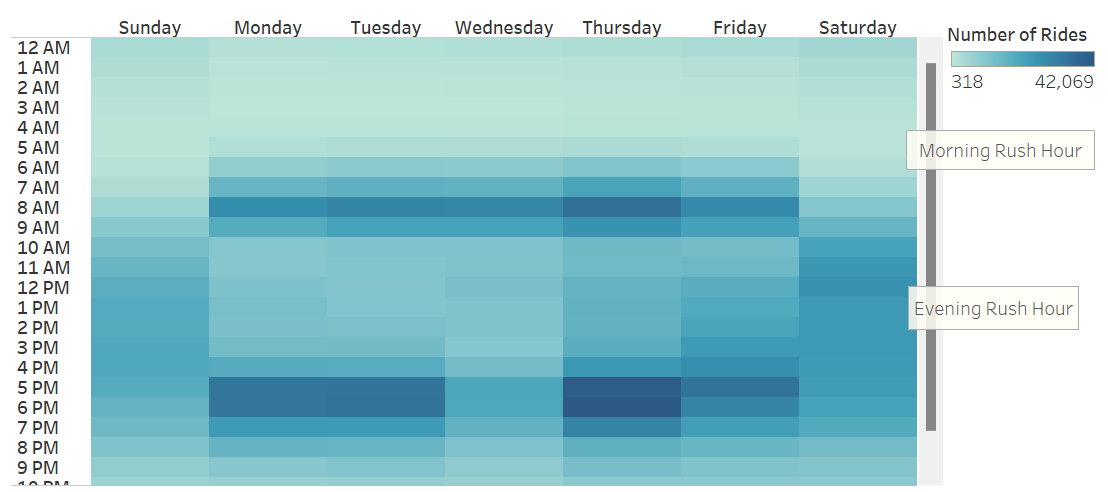 Sunday Monday Tuesday Wednesday Thursday Friday Saturday
12 AM
1 AM
2 AM
3 AM
4 AM
5 AM
6 AM
7 AM
8 AM
9 AM
10 AM
11 AM
12 PM
1 PM
2 PM
3 PM
4 PM
5 PM
6 PM
7 PM
8 PM
9 PM
10 PM
Number of Rides
318 42,069
Morning Rush Hour
Evening Rush Hour